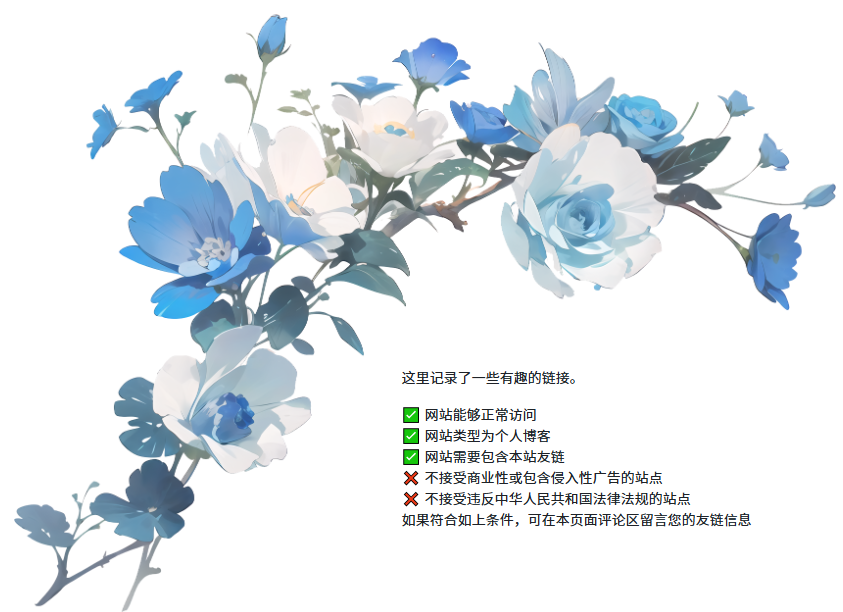 这里记录了一些有趣的链接。
✅ 网站能够正常访问
✅ 网站类型为个人博客
✅ 网站需要包含本站友链
❌ 不接受商业性或包含侵入性广告的站点
❌ 不接受违反中华人民共和国法律法规的站点
如果符合如上条件，可在本页面评论区留言您的友链信息